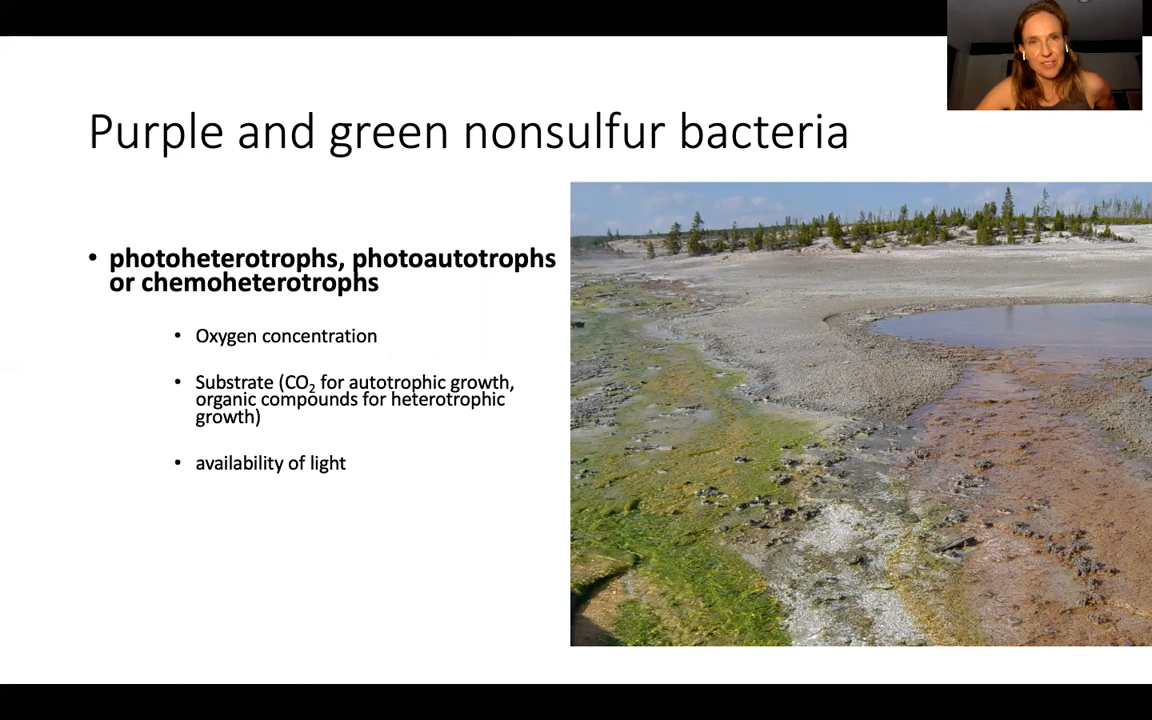 Purple and green nonsulfur bacteria
• photoheterotrophs, photoautotrophs
or chemoheterotrophs
• Oxygen concentration
• Substrate (CO₂ for autotrophic growth,
organic compounds for heterotrophic
growth)
• availability of light